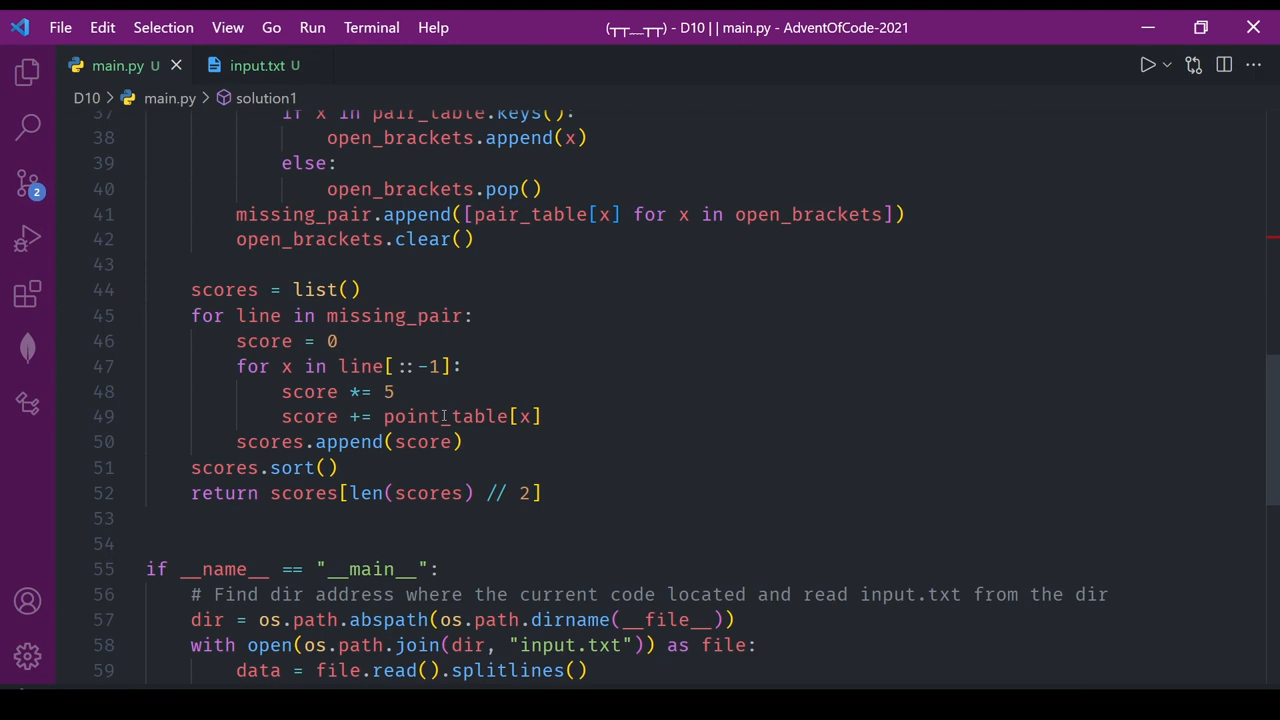 File Edit Selection View Go Run Terminal Help (┬┬﹏┬┬) - D10 || main.py - AdventOfCode-2021
main.py U input.txt U
D10 > main.py > solution1
37 if x in pair_table.keys():
38 open_brackets.append(x)
39 else:
40 open_brackets.pop()
41 missing_pair.append([pair_table[x] for x in open_brackets])
42 open_brackets.clear()
43
44 scores = list()
45 for line in missing_pair:
46 score = 0
47 for x in line[::-1]:
48 score *= 5
49 score += point_table[x]
50 scores.append(score)
51 scores.sort()
52 return scores[len(scores) // 2]
53
54
55 if __name__ == "__main__":
56 # Find dir address where the current code located and read input.txt from the dir
57 dir = os.path.abspath(os.path.dirname(__file__))
58 with open(os.path.join(dir, "input.txt")) as file:
59 data = file.read().splitlines()
2